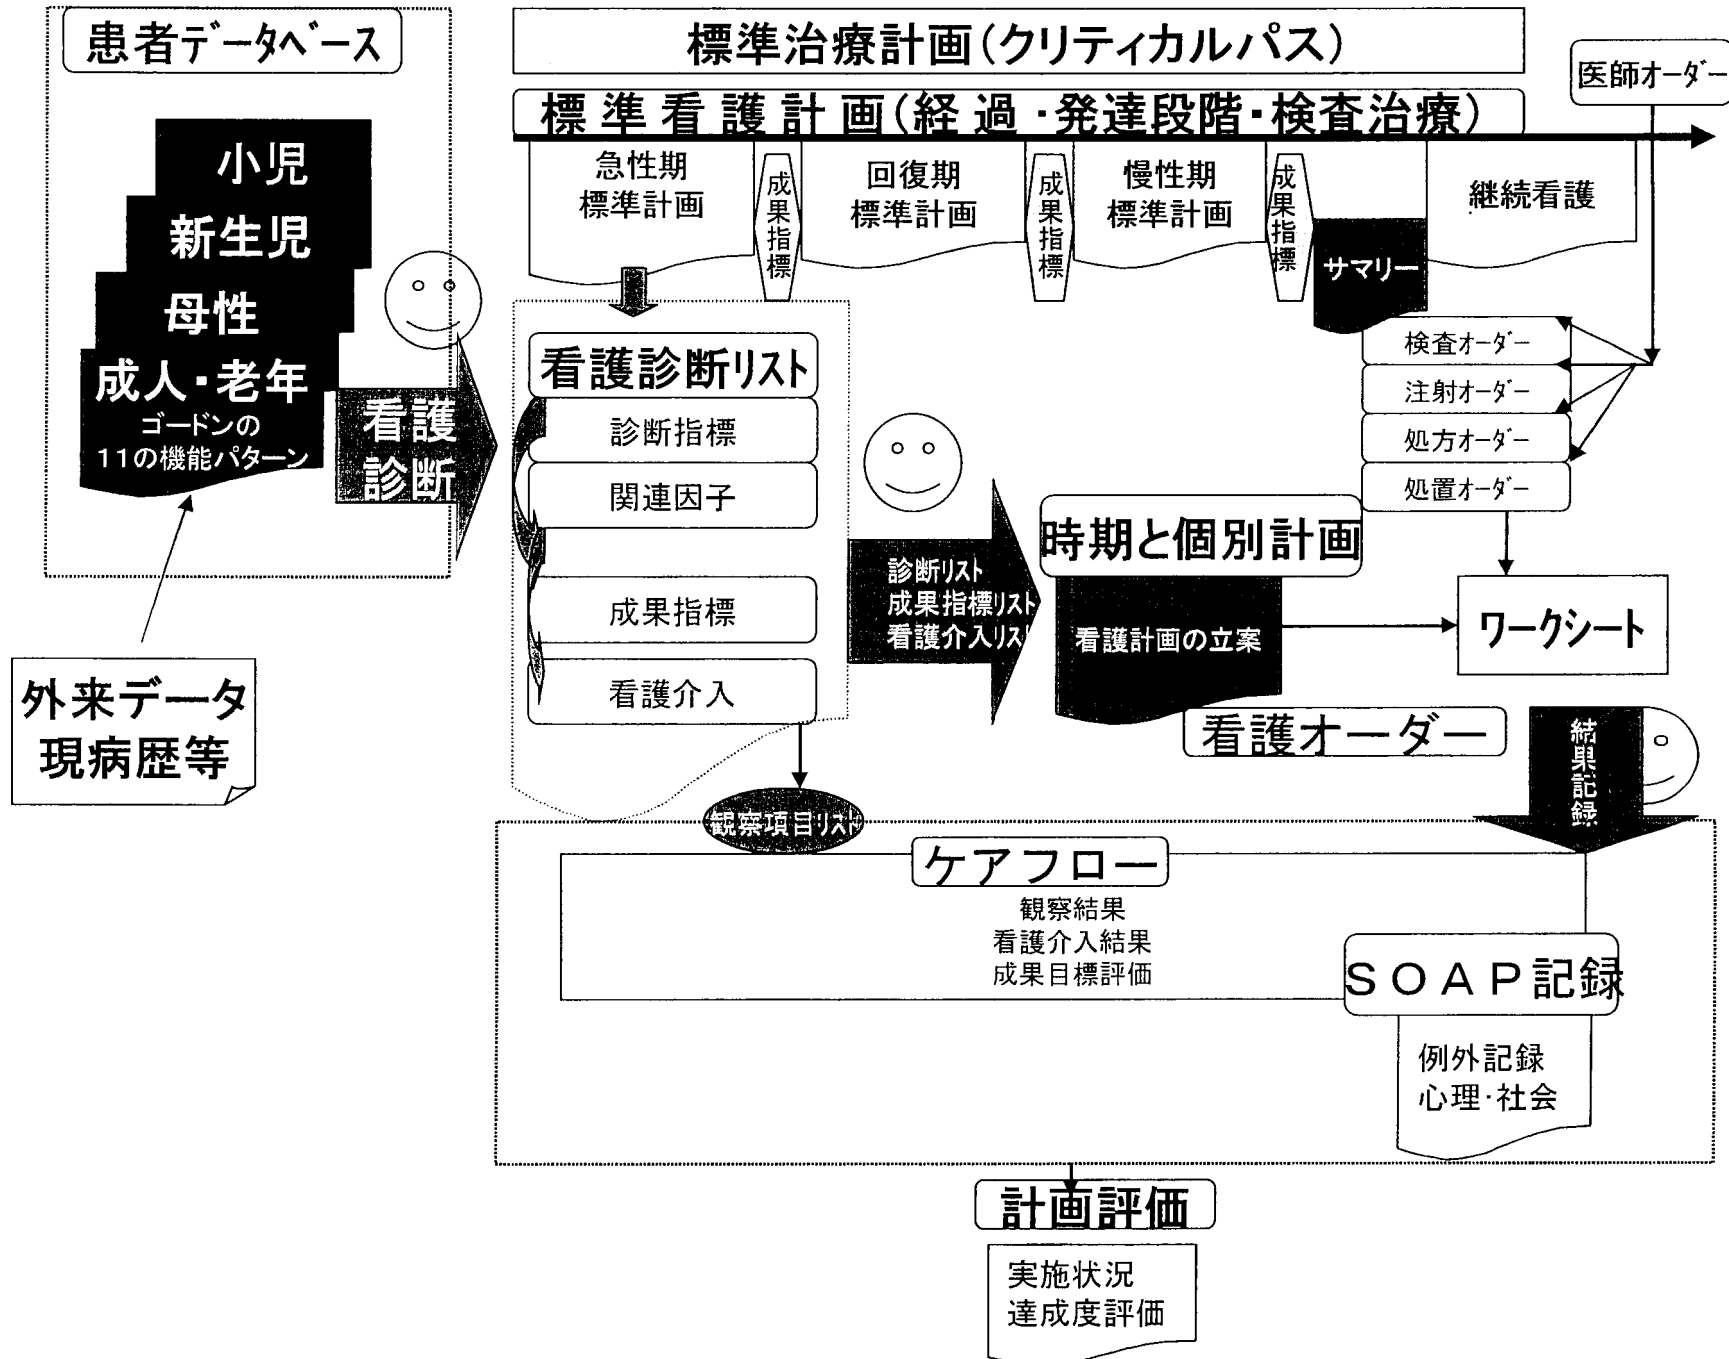 患者データベース
小児
新生児
母性
成人・老年
ゴードンの
11の機能パターン
外来データ
現病歴等
看護
診断
標準治療計画(クリティカルパス)
標準看護計画(経過・発達段階・検査治療)
急性期
標準計画
成果指標
回復期
標準計画
成果指標
慢性期
標準計画
成果指標
サマリー
継続看護
医師オーダー
検査オーダー
注射オーダー
処方オーダー
処置オーダー
看護診断リスト
診断指標
関連因子
成果指標
看護介入
診断リスト
成果指標リスト
看護介入リスト
時期と個別計画
看護計画の立案
看護オーダー
ワークシート
結果記録
観察項目リスト
ケアフロー
観察結果
看護介入結果
成果目標評価
SOAP記録
例外記録
心理・社会
計画評価
実施状況
達成度評価